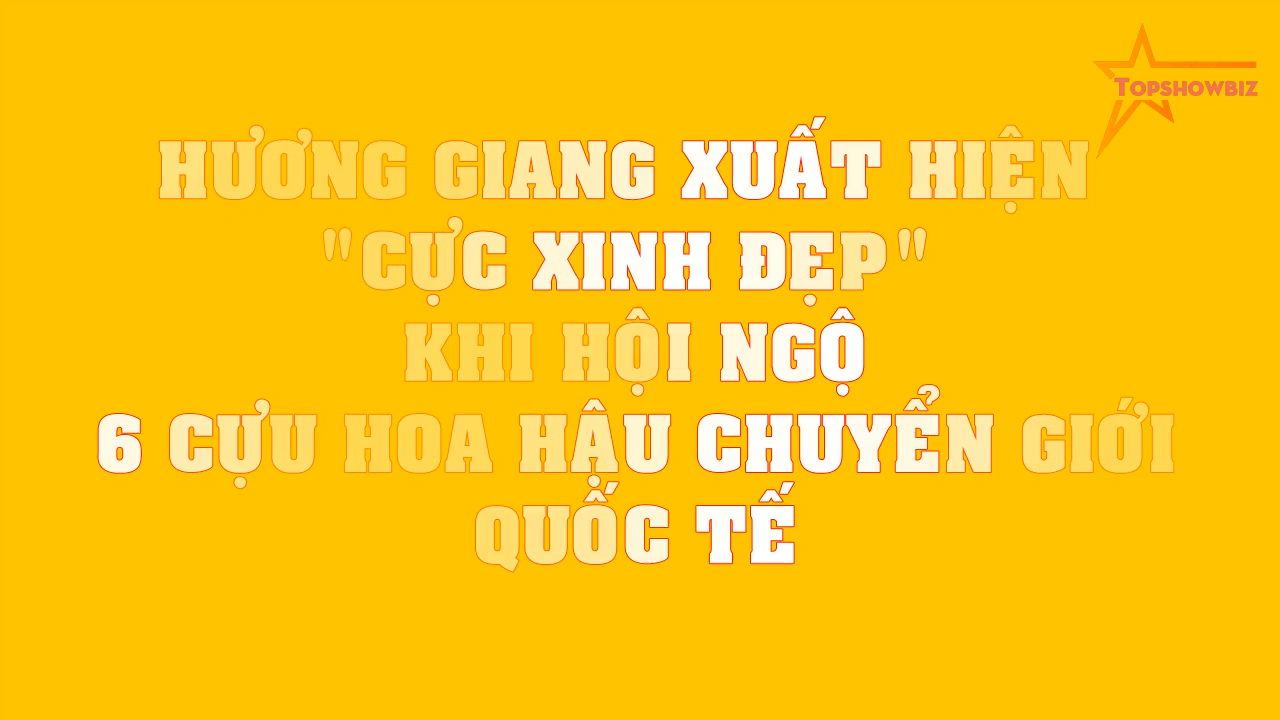 TOPSHOWBIZ
HƯƠNG GIANG XUẤT HIỆN
"CỰC XINH ĐẸP"
KHI HỘI NGỘ
6 CỰU HOA HẬU CHUYỂN GIỚI
QUỐC TẾ